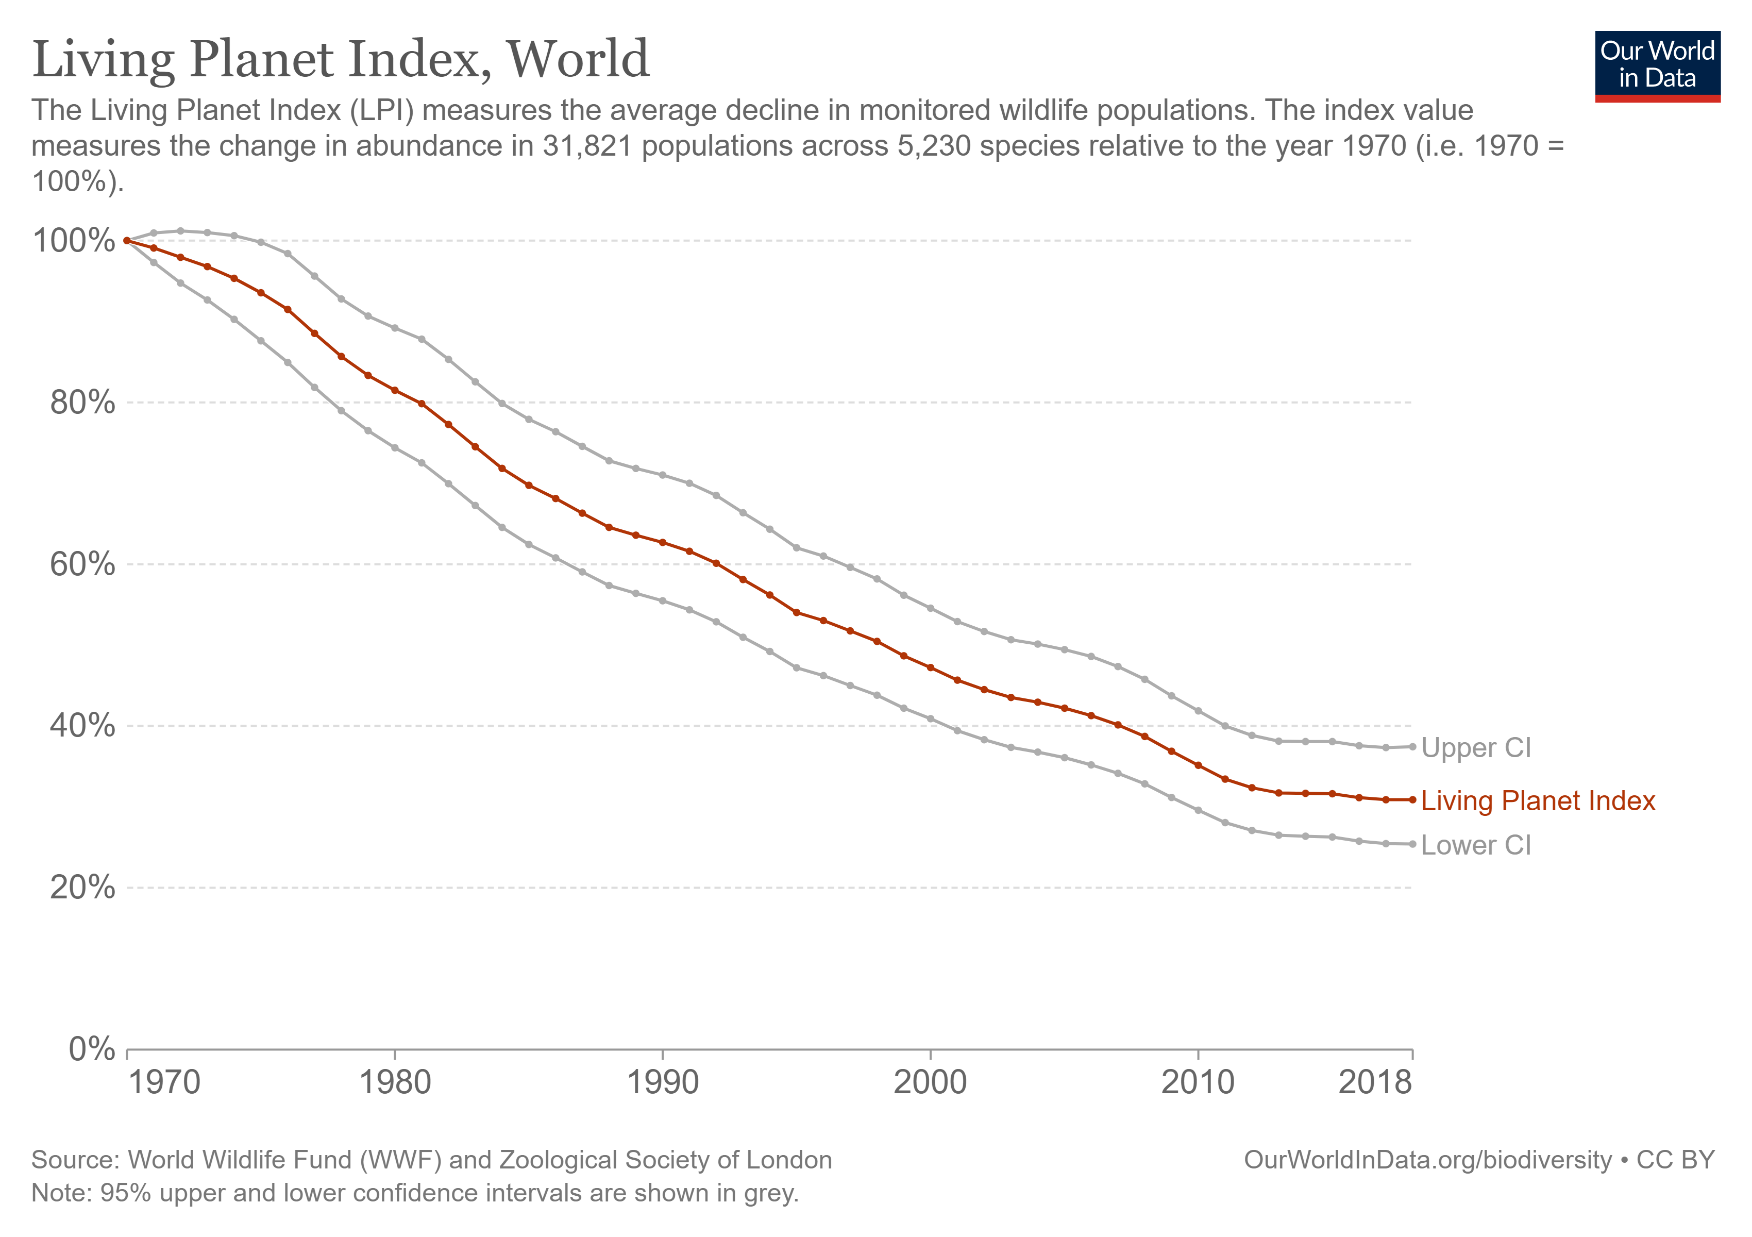 Living Planet Index, World
Our World
in Data
The Living Planet Index (LPI) measures the average decline in monitored wildlife populations. The index value
measures the change in abundance in 31,821 populations across 5,230 species relative to the year 1970 (i.e. 1970 =
100%).
100%
80%
60%
40%
20%
0%
Upper CI
Living Planet Index
Lower CI
1970
1980
1990
2000
2010
2018
Source: World Wildlife Fund (WWF) and Zoological Society of London
Note: 95% upper and lower confidence intervals are shown in grey.
OurWorldInData.org/biodiversity • CC BY